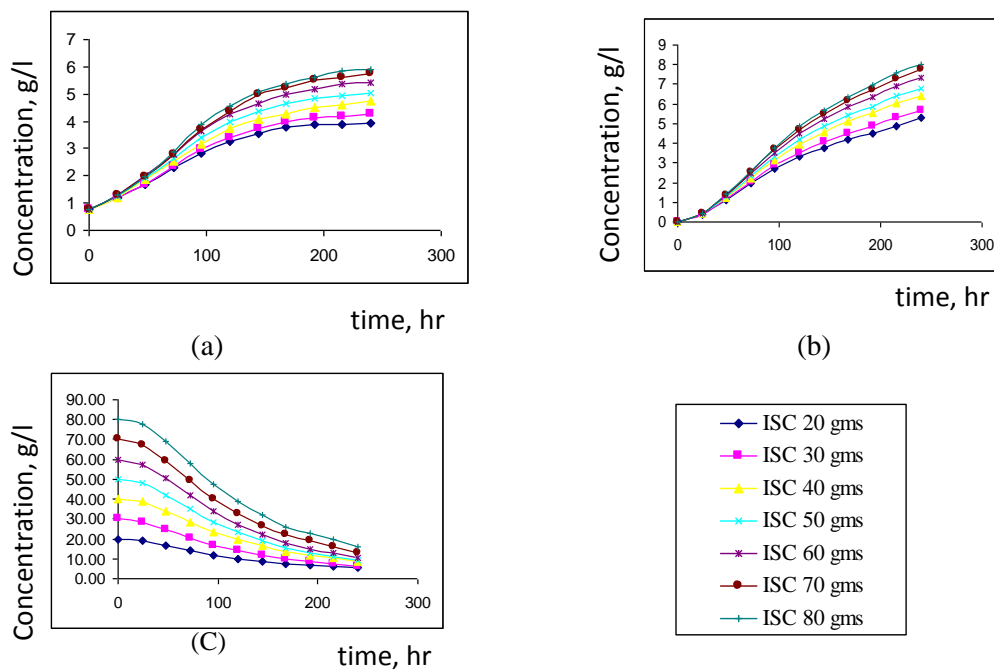 Concentration, g/l
7
6
5
4
3
2
1
0
0 100 200 300
time, hr
(a)
Concentration, g/l
9
8
7
6
5
4
3
2
1
0
0 100 200 300
time, hr
(b)
Concentration, g/l
90.00
80.00
70.00
60.00
50.00
40.00
30.00
20.00
10.00
0.00
0 100 200 300
time, hr
(C)
ISC 20 gms
ISC 30 gms
ISC 40 gms
ISC 50 gms
ISC 60 gms
ISC 70 gms
ISC 80 gms